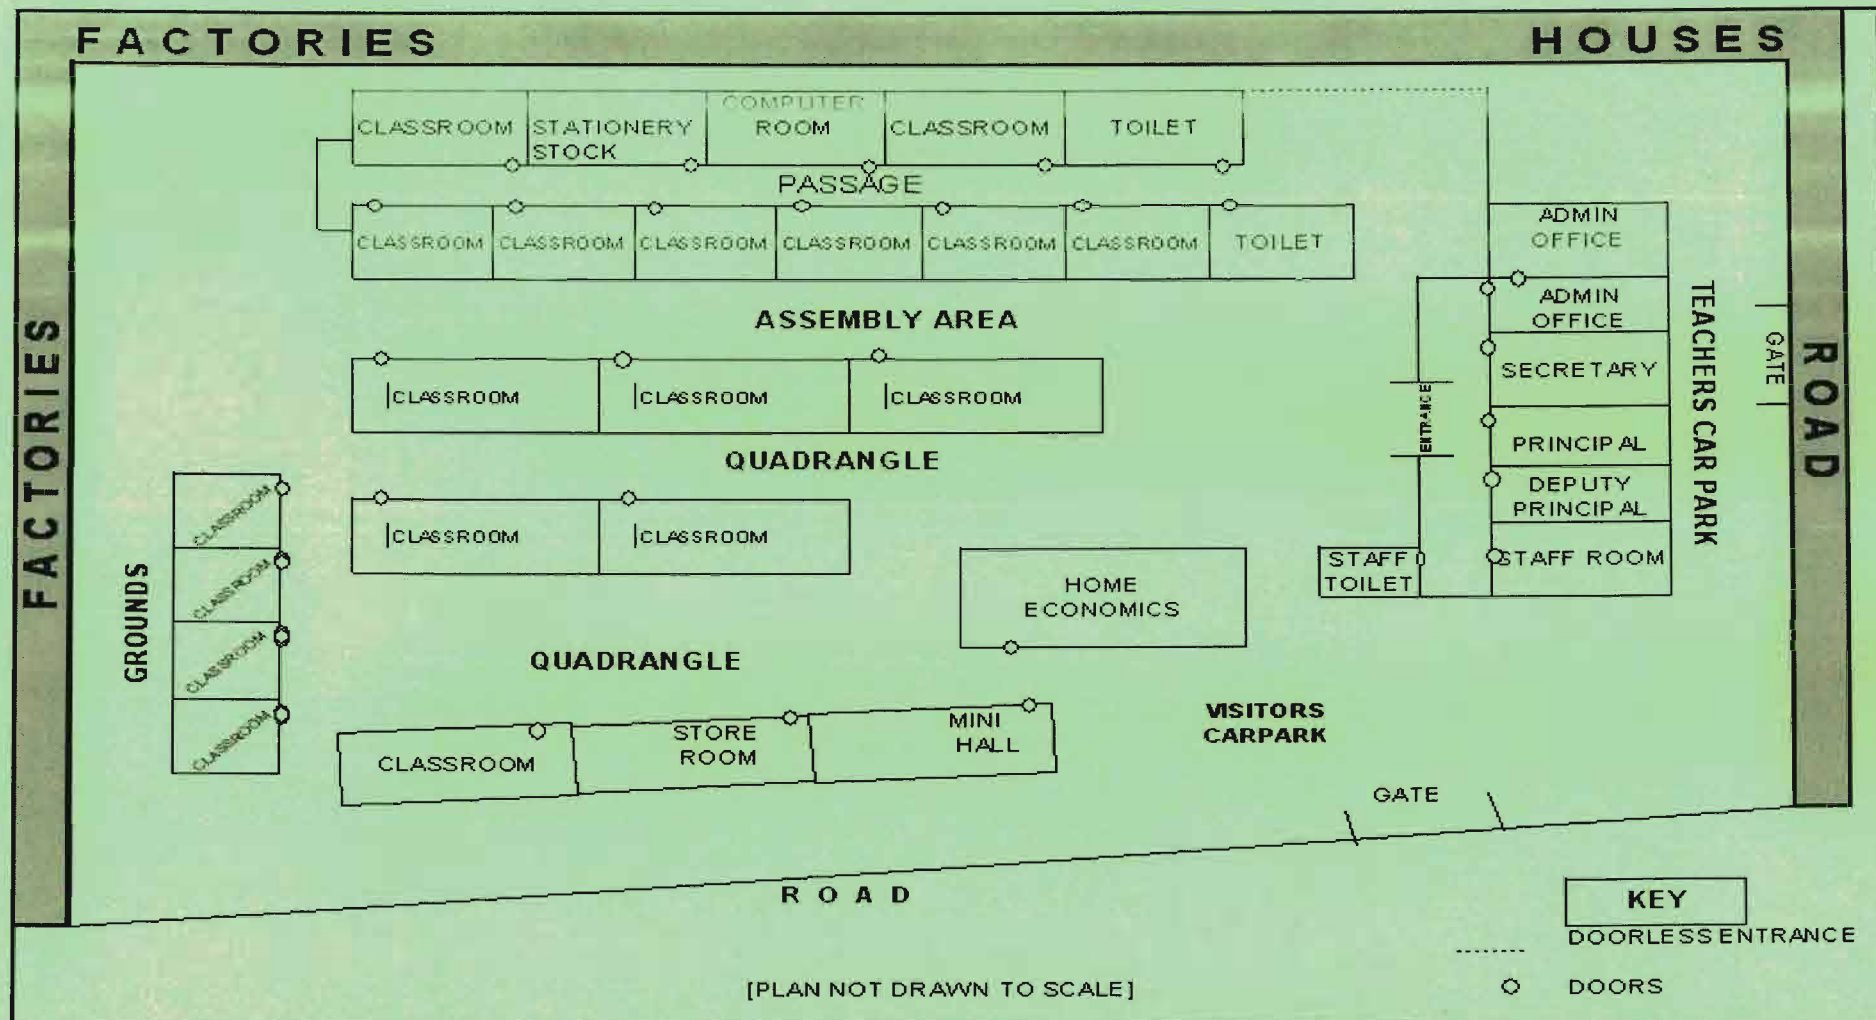 FACTORIES
HOUSES
CLASSROOM
STATIONERY
STOCK
COMPUTER
ROOM
CLASSROOM
TOILET
PASSAGE
CLASSROOM
CLASSROOM
CLASSROOM
CLASSROOM
CLASSROOM
CLASSROOM
TOILET
ADMIN
OFFICE
ADMIN
OFFICE
SECRETARY
PRINCIPAL
DEPUTY
PRINCIPAL
STAFF ROOM
STAFF
TOILET
ENTRANCE
TEACHERS CAR PARK
GATE
ROAD
ASSEMBLY AREA
CLASSROOM
CLASSROOM
CLASSROOM
QUADRANGLE
CLASSROOM
CLASSROOM
FACTORIES
GROUNDS
CLASSROOM
CLASSROOM
CLASSROOM
CLASSROOM
HOME
ECONOMICS
QUADRANGLE
CLASSROOM
STORE
ROOM
MINI
HALL
VISITORS
CARPARK
GATE
ROAD
KEY
DOORLESS ENTRANCE
DOORS
[PLAN NOT DRAWN TO SCALE]